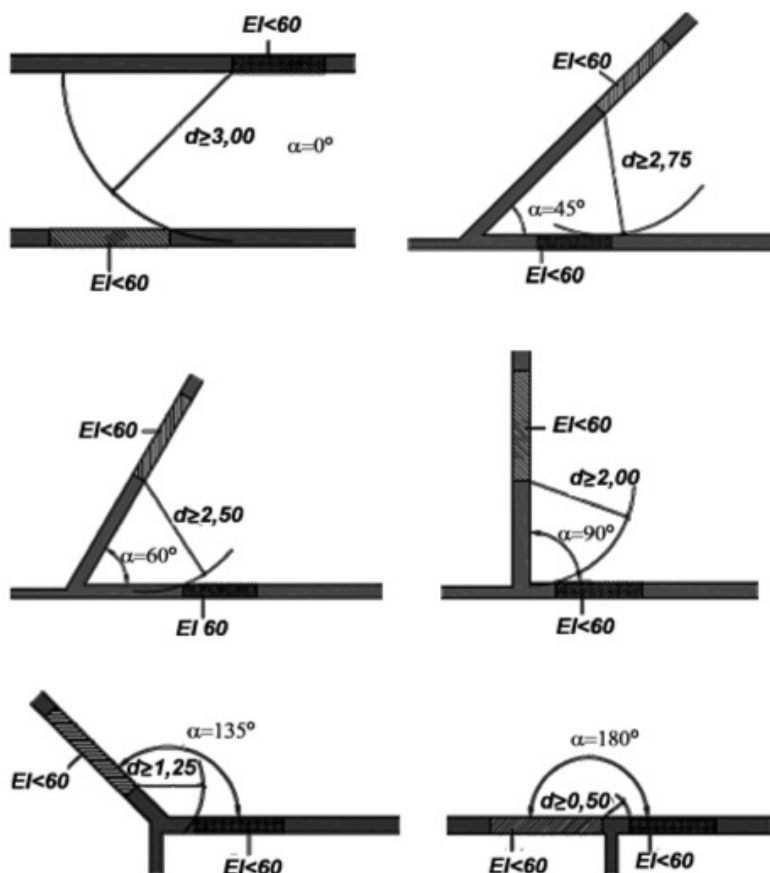 EI<60
d≥3,00
α=0°
EI<60
EI<60
d≥2,75
α=45°
EI<60
EI<60
d≥2,50
α=60°
EI 60
EI<60
d≥2,00
α=90°
EI<60
α=135°
d≥1,25
EI<60
EI<60
α=180°
d≥0,50
EI<60
EI<60